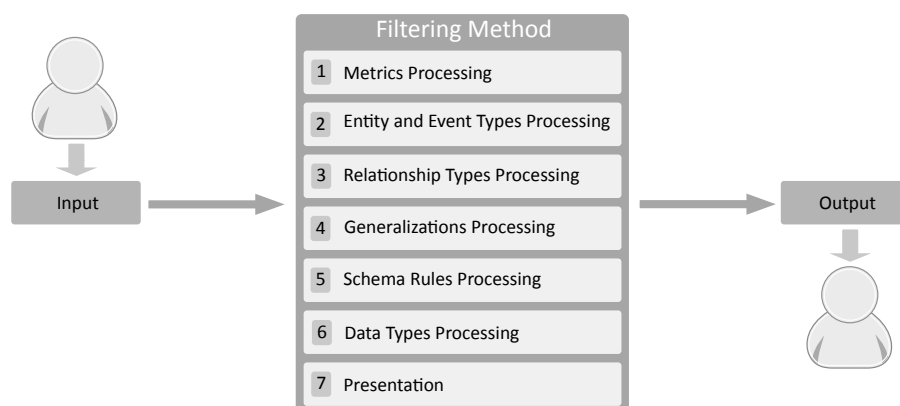 Filtering Method
1 Metrics Processing
2 Entity and Event Types Processing
3 Relationship Types Processing
Input
Output
4 Generalizations Processing
5 Schema Rules Processing
6 Data Types Processing
7 Presentation